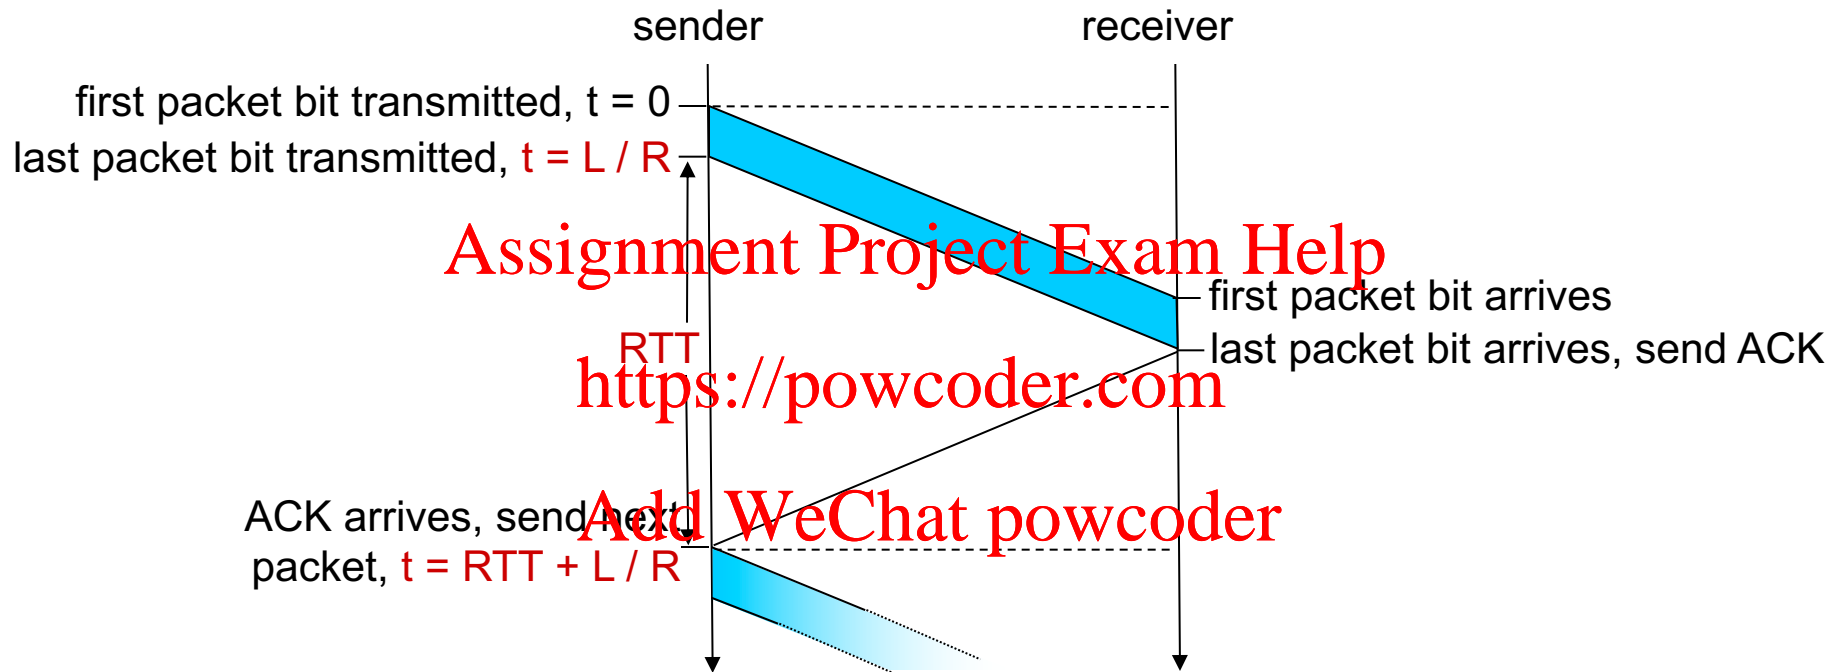 sender
receiver
first packet bit transmitted, t = 0
last packet bit transmitted, t = L / R
Assignment Project Exam Help
first packet bit arrives
RTT
last packet bit arrives, send ACK
https://powcoder.com
ACK arrives, send next
Add WeChat powcoder
packet, t = RTT + L / R